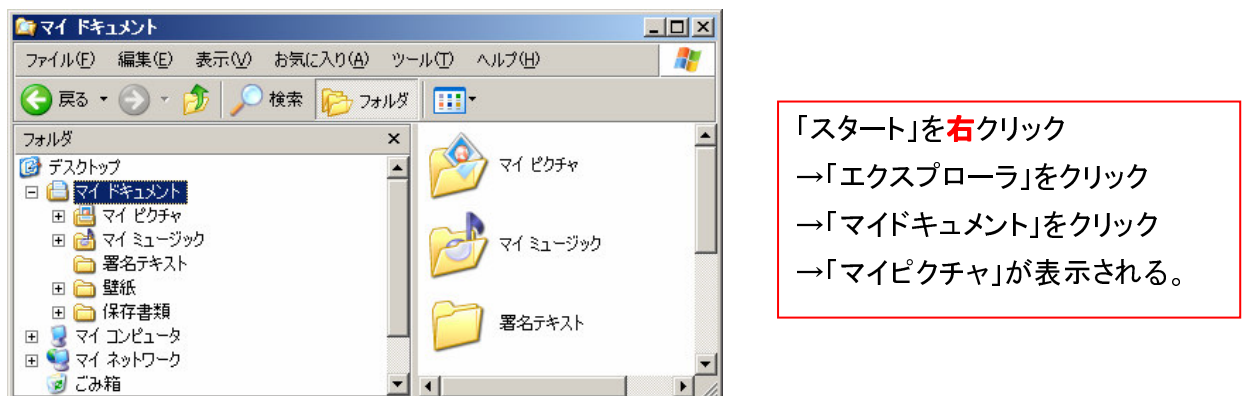 マイ ドキュメント
ファイル(F) 編集(E) 表示(V) お気に入り(A) ツール(T) ヘルプ(H)
戻る 検索 フォルダ
フォルダ
デスクトップ
マイ ドキュメント
マイ ピクチャ
マイ ミュージック
署名テキスト
壁紙
保存書類
マイ コンピュータ
マイ ネットワーク
ごみ箱
マイ ピクチャ
マイ ミュージック
署名テキスト
「スタート」を右クリック
→「エクスプローラ」をクリック
→「マイドキュメント」をクリック
→「マイピクチャ」が表示される。